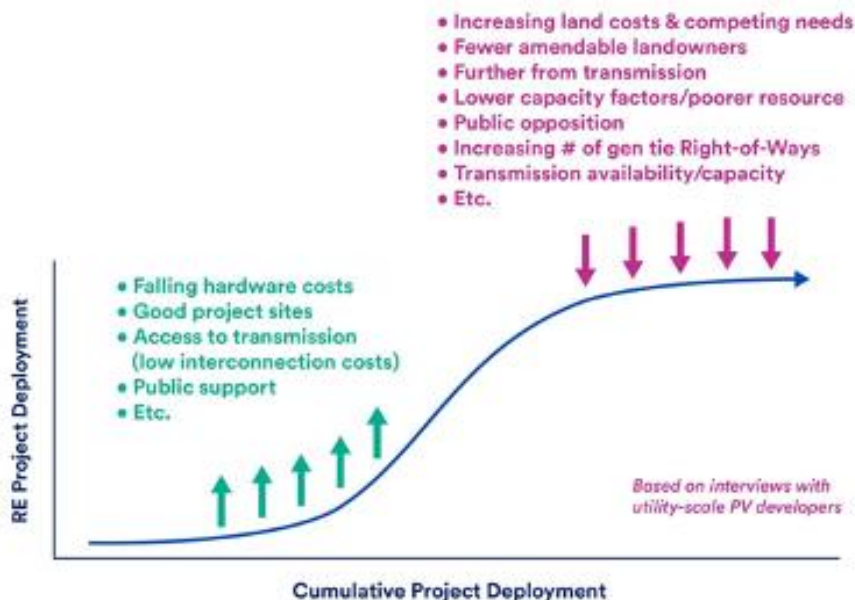 • Increasing land costs & competing needs
• Fewer amendable landowners
• Further from transmission
• Lower capacity factors/poorer resource
• Public opposition
• Increasing # of gen tie Right-of-Ways
• Transmission availability/capacity
• Etc.
• Falling hardware costs
• Good project sites
• Access to transmission
(low interconnection costs)
• Public support
• Etc.
RE Project Deployment
Based on interviews with
utility-scale PV developers
Cumulative Project Deployment